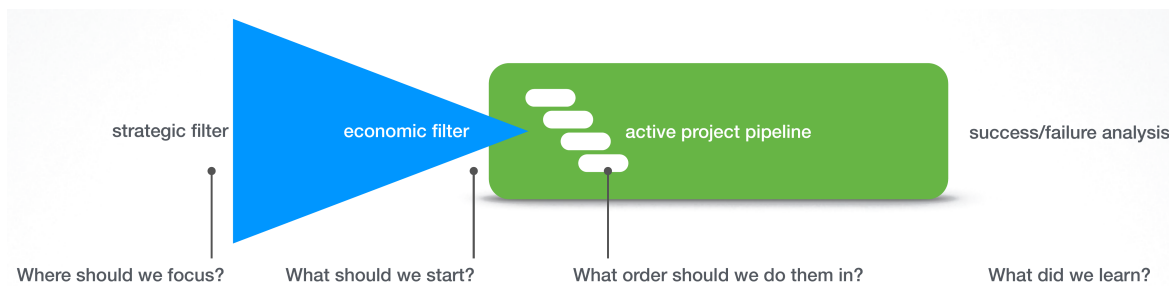 strategic filter
economic filter
active project pipeline
success/failure analysis
Where should we focus?
What should we start?
What order should we do them in?
What did we learn?